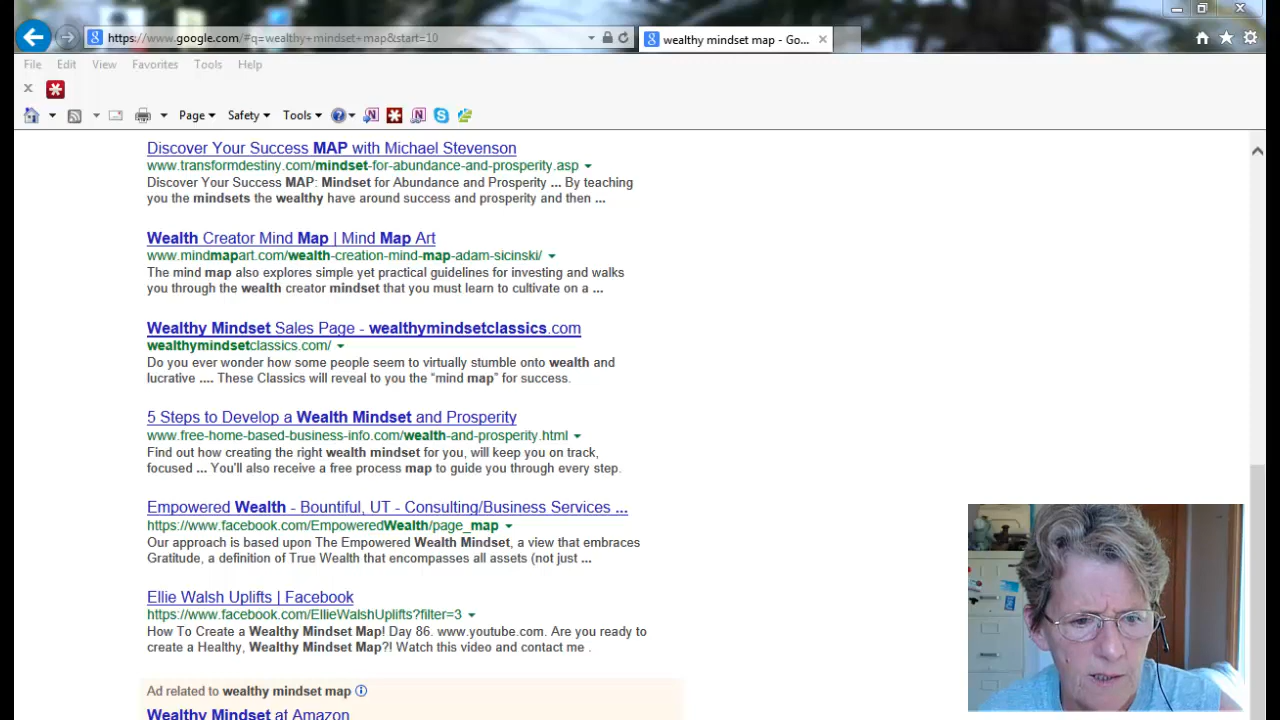 https://www.google.com/#q=wealthy+mindset+map&start=10
wealthy mindset map - Go...
File Edit View Favorites Tools Help
Page Safety Tools
Discover Your Success MAP with Michael Stevenson
www.transformdestiny.com/mindset-for-abundance-and-prosperity.asp
Discover Your Success MAP: Mindset for Abundance and Prosperity ... By teaching
you the mindsets the wealthy have around success and prosperity and then ...
Wealth Creator Mind Map | Mind Map Art
www.mindmapart.com/wealth-creation-mind-map-adam-sicinski/
The mind map also explores simple yet practical guidelines for investing and walks
you through the wealth creator mindset that you must learn to cultivate on a ...
Wealthy Mindset Sales Page - wealthymindsetclassics.com
wealthymindsetclassics.com/
Do you ever wonder how some people seem to virtually stumble onto wealth and
lucrative .... These Classics will reveal to you the "mind map" for success.
5 Steps to Develop a Wealth Mindset and Prosperity
www.free-home-based-business-info.com/wealth-and-prosperity.html
Find out how creating the right wealth mindset for you, will keep you on track,
focused ... You'll also receive a free process map to guide you through every step.
Empowered Wealth - Bountiful, UT - Consulting/Business Services ...
https://www.facebook.com/EmpoweredWealth/page_map
Our approach is based upon The Empowered Wealth Mindset, a view that embraces
Gratitude, a definition of True Wealth that encompasses all assets (not just ...
Ellie Walsh Uplifts | Facebook
https://www.facebook.com/EllieWalshUplifts?filter=3
How To Create a Wealthy Mindset Map! Day 86. www.youtube.com. Are you ready to
create a Healthy, Wealthy Mindset Map?! Watch this video and contact me .
Ad related to wealthy mindset map
Wealthy Mindset at Amazon